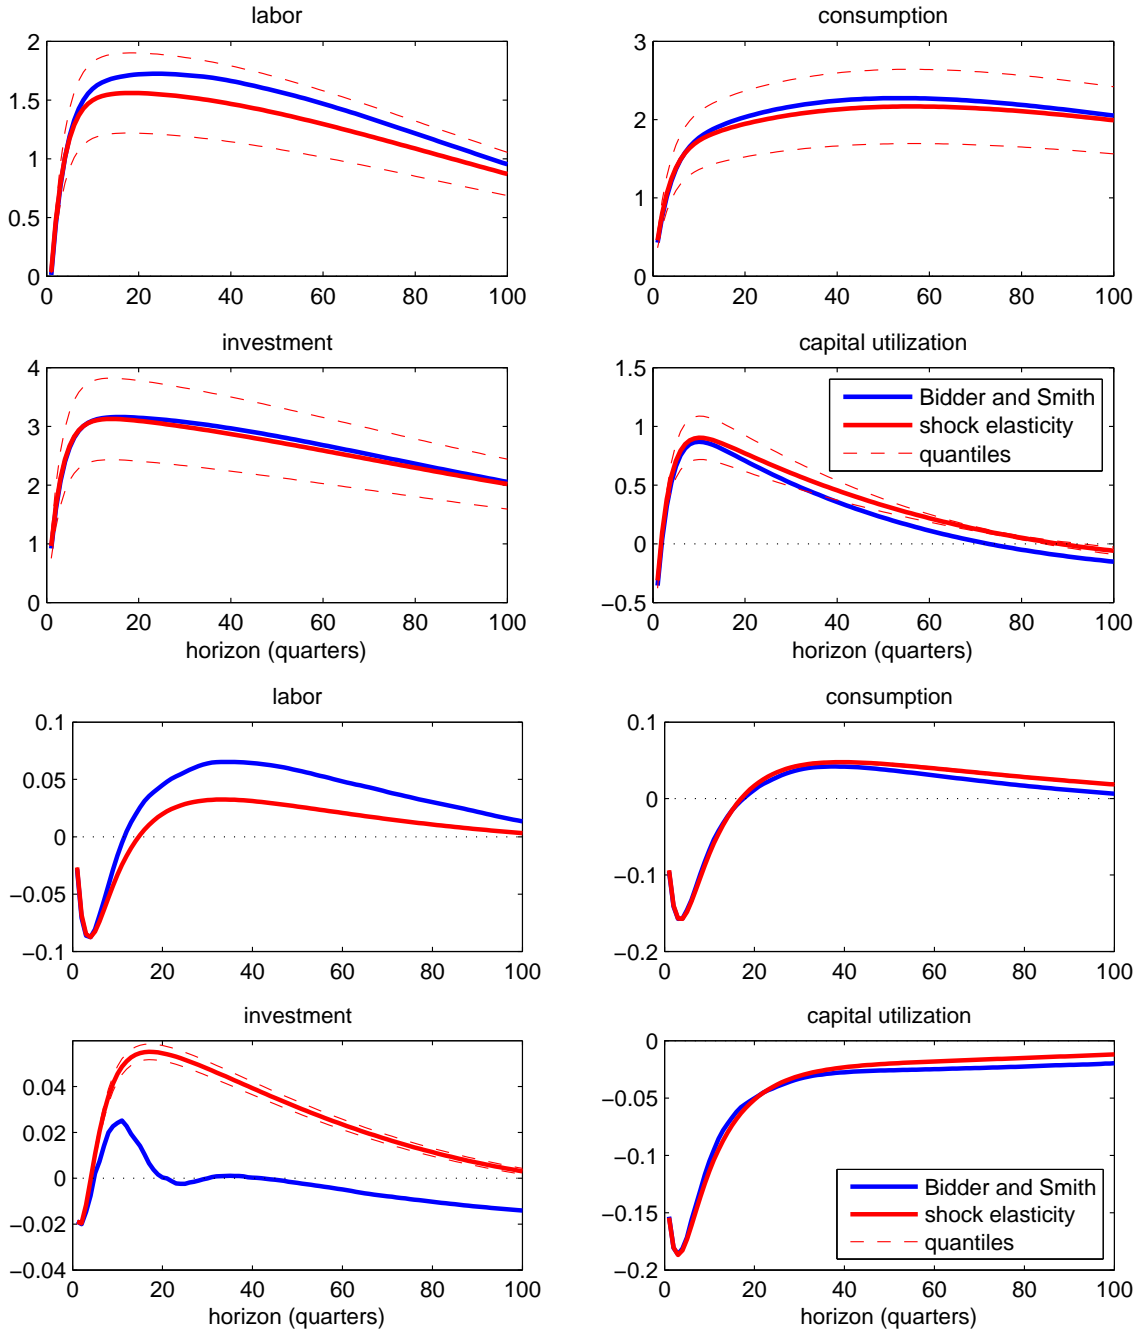 labor
consumption
2
1.5
1
0.5
0
0 20 40 60 80 100
3
2
1
0
0 20 40 60 80 100
investment
capital utilization
4
3
2
1
0
0 20 40 60 80 100
horizon (quarters)
1.5
1
0.5
0
−0.5
0 20 40 60 80 100
horizon (quarters)
Bidder and Smith
shock elasticity
quantiles
labor
consumption
0.1
0.05
0
−0.05
−0.1
0 20 40 60 80 100
0.1
0
−0.1
−0.2
0 20 40 60 80 100
investment
capital utilization
0.04
0.02
0
−0.02
−0.04
0 20 40 60 80 100
horizon (quarters)
0
−0.05
−0.1
−0.15
−0.2
0 20 40 60 80 100
horizon (quarters)
Bidder and Smith
shock elasticity
quantiles